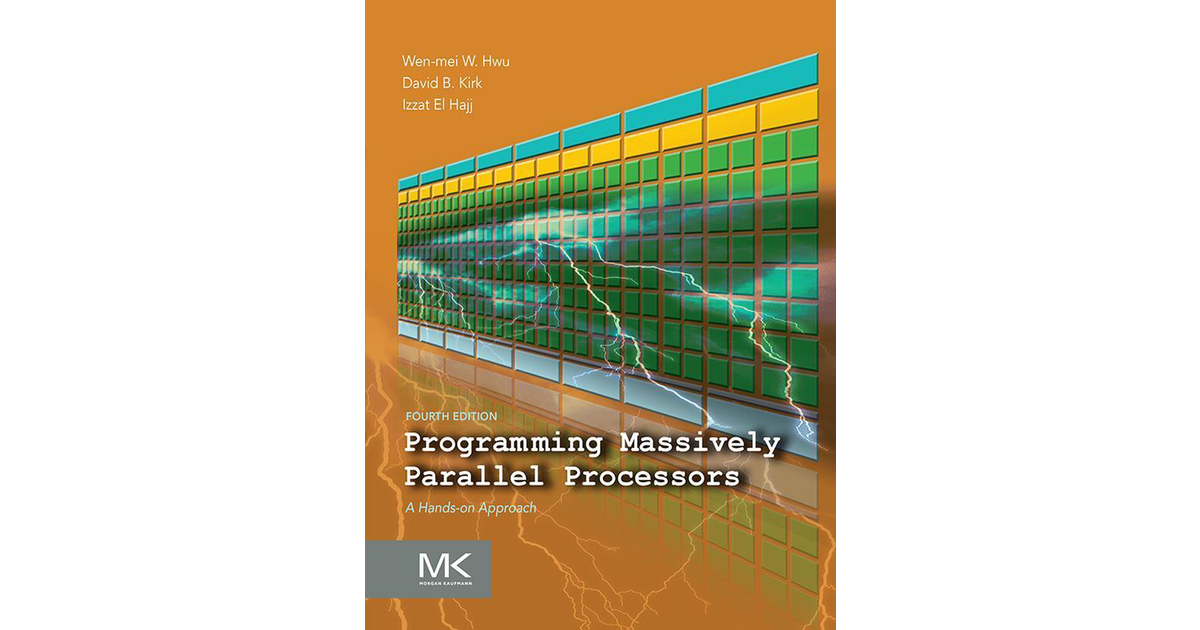 Wen-mei W. Hwu
David B. Kirk
Izzat El Hajj
FOURTH EDITION
Programming Massively
Parallel Processors
A Hands-on Approach
MK
MORGAN KAUFMANN